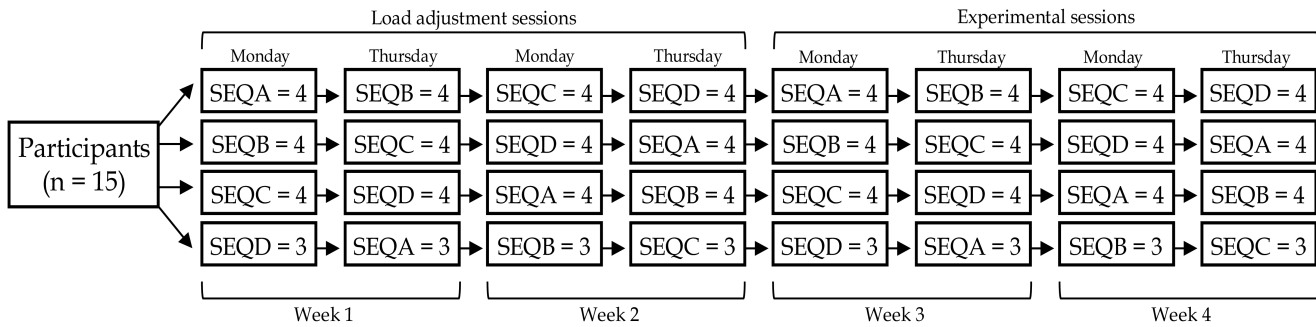 Load adjustment sessions Experimental sessions
Monday Thursday Monday Thursday Monday Thursday Monday Thursday
SEQA = 4 SEQB = 4 SEQC = 4 SEQD = 4 SEQA = 4 SEQB = 4 SEQC = 4 SEQD = 4
Participants
(n = 15)
SEQB = 4 SEQC = 4 SEQD = 4 SEQA = 4 SEQB = 4 SEQC = 4 SEQD = 4 SEQA = 4
SEQC = 4 SEQD = 4 SEQA = 4 SEQB = 4 SEQC = 4 SEQD = 4 SEQA = 4 SEQB = 4
SEQD = 3 SEQA = 3 SEQB = 3 SEQC = 3 SEQD = 3 SEQA = 3 SEQB = 3 SEQC = 3
Week 1 Week 2 Week 3 Week 4